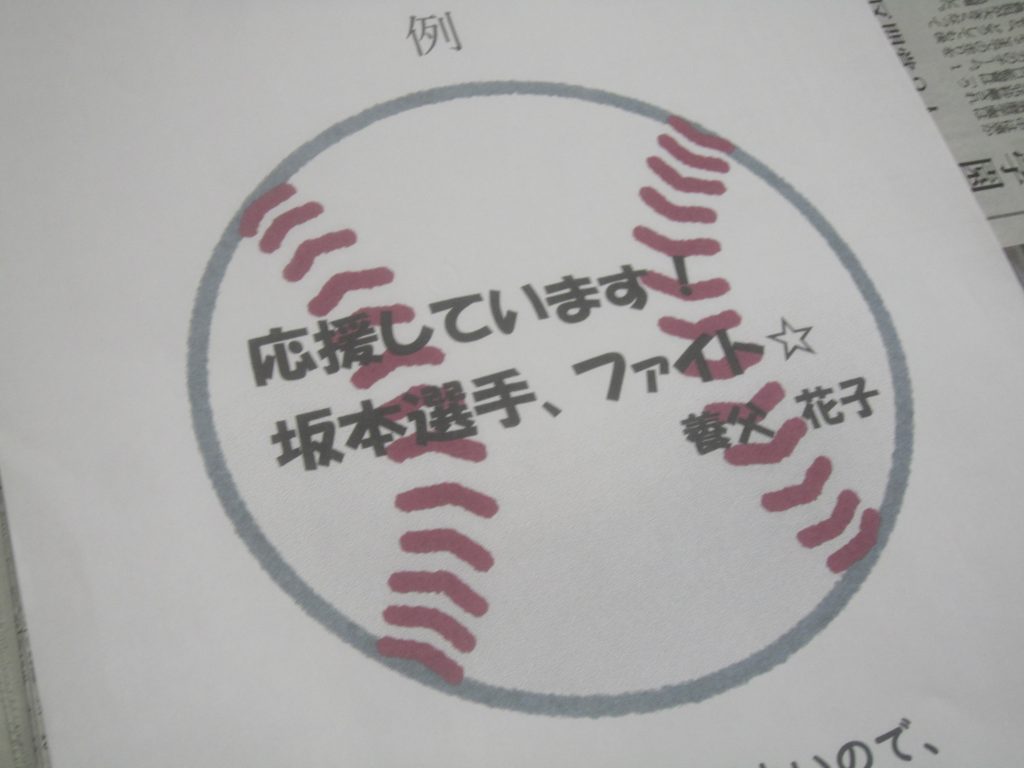 例
応援しています!
坂本選手、ファイト☆
養父 花子
いので、